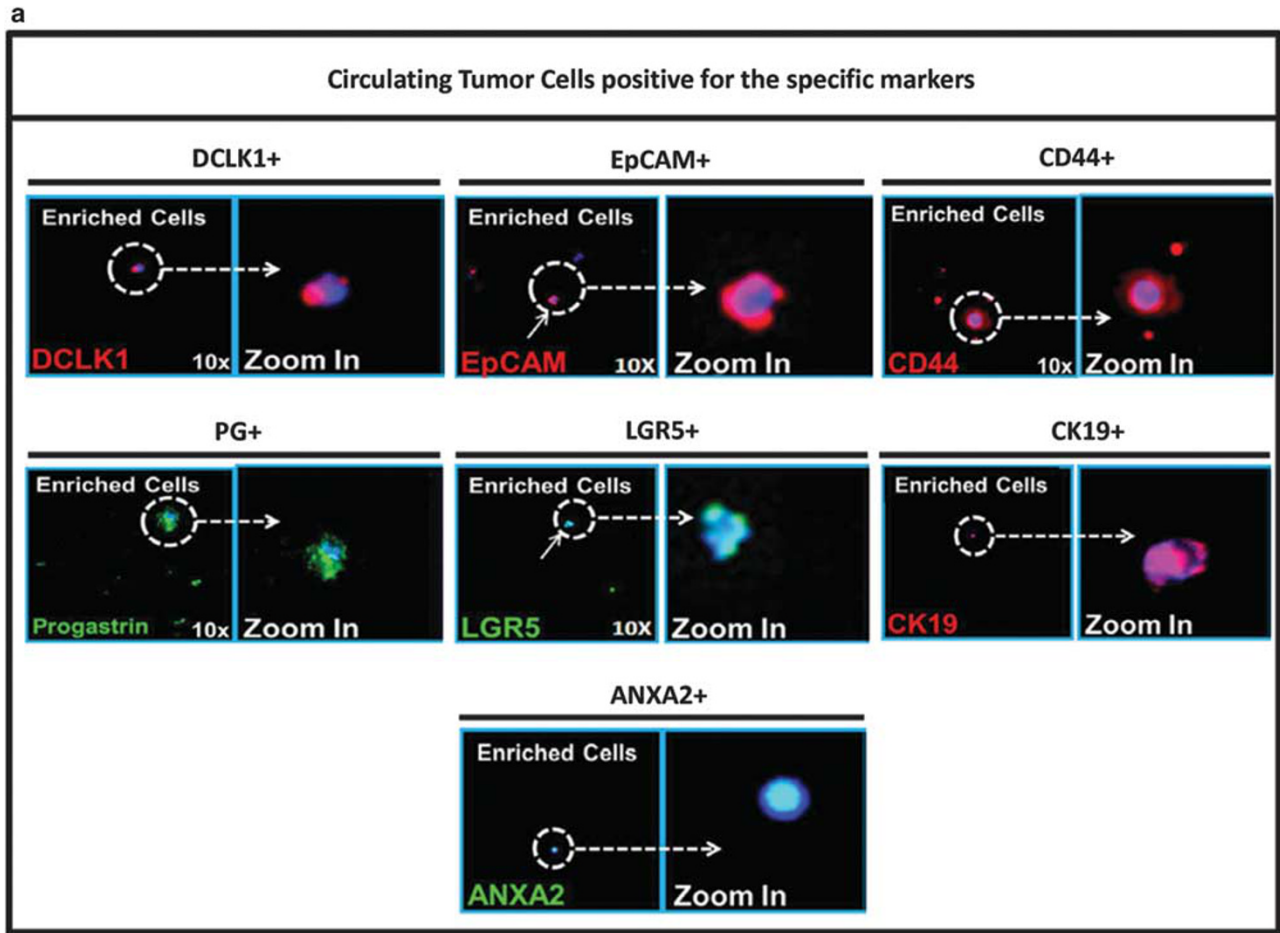 a
Circulating Tumor Cells positive for the specific markers
DCLK1+
EpCAM+
CD44+
Enriched Cells
DCLK1
10x
Zoom In
Enriched Cells
EpCAM
10X
Zoom In
Enriched Cells
CD44
10x
Zoom In
PG+
LGR5+
CK19+
Enriched Cells
Progastrin
10x
Zoom In
Enriched Cells
LGR5
10X
Zoom In
Enriched Cells
CK19
Zoom In
ANXA2+
Enriched Cells
ANXA2
Zoom In